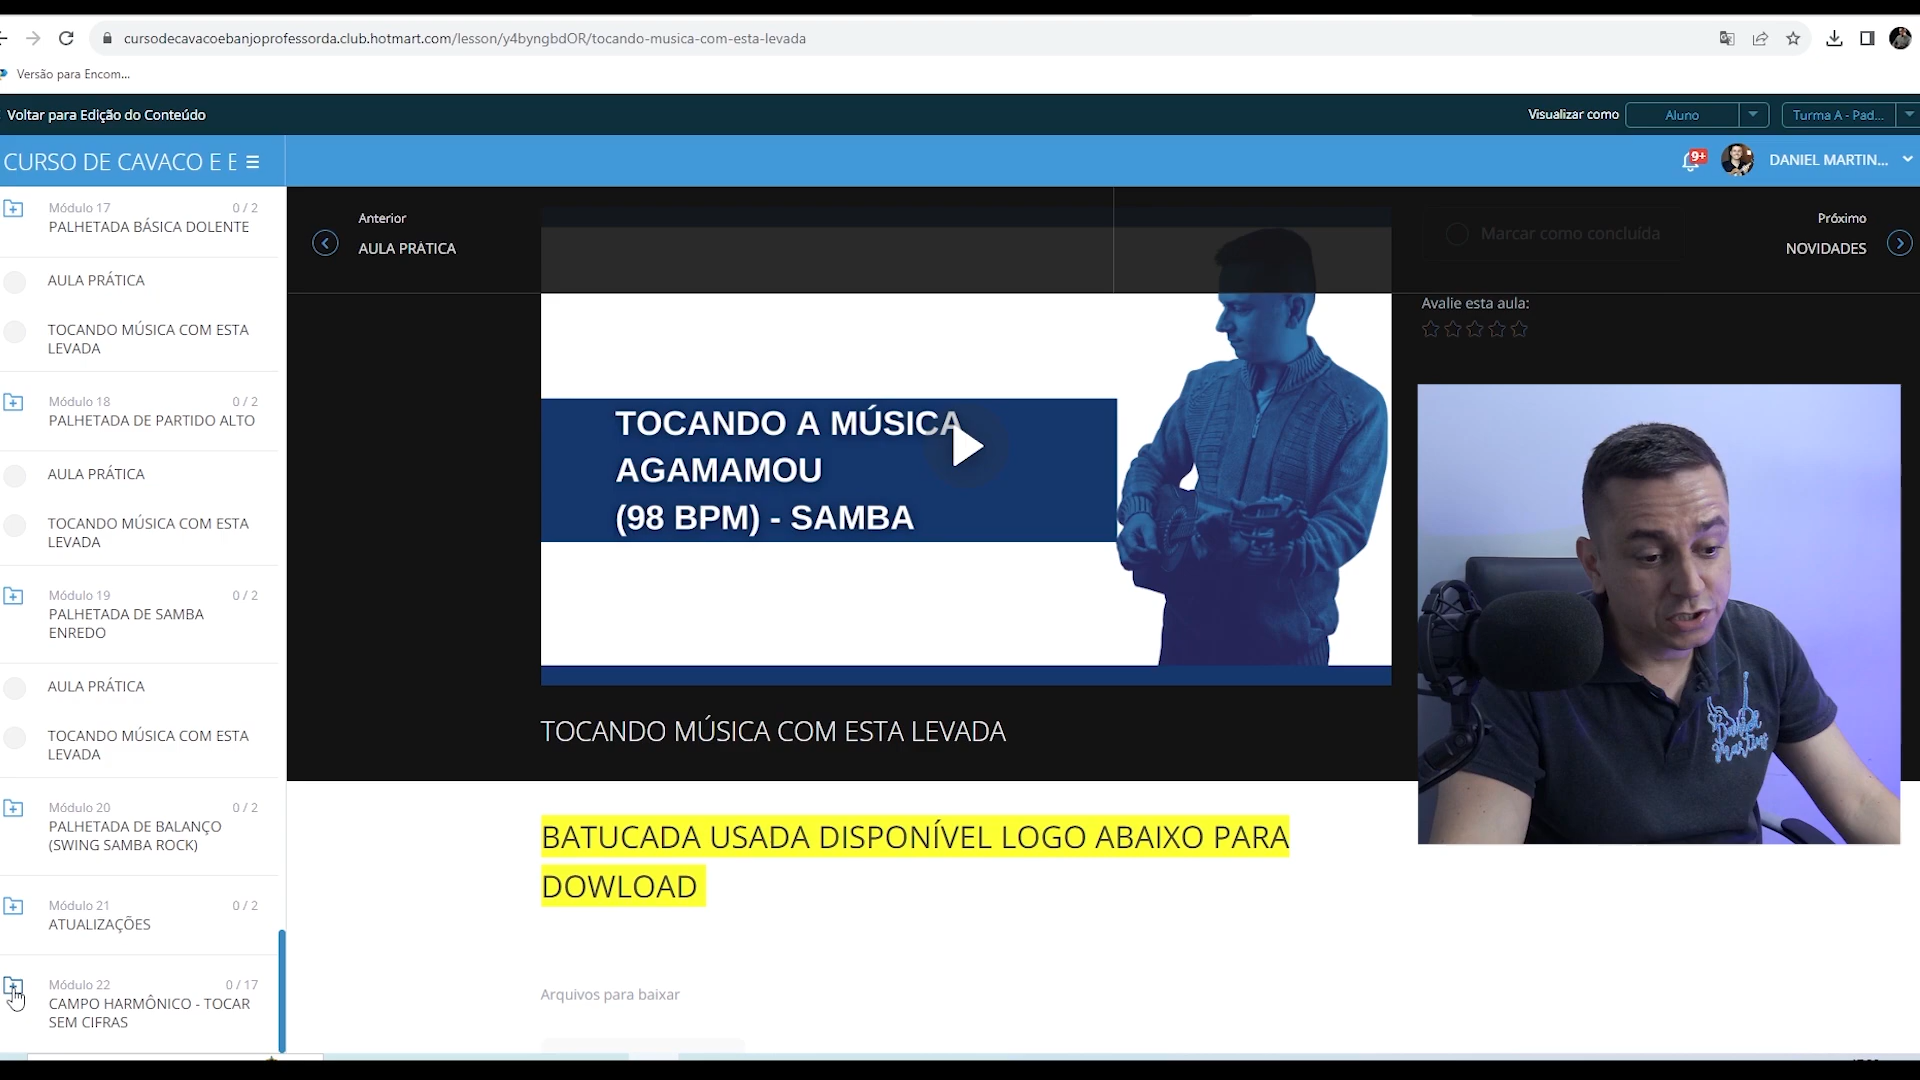 cursodecavacoebanjoprofessorda.club.hotmart.com/lesson/y4byngbdOR/tocando-musica-com-esta-levada
Versão para Encom...
Voltar para Edição do Conteúdo
Visualizar como
Aluno
Turma A - Pad...
CURSO DE CAVACO E E
9+
DANIEL MARTIN...
Módulo 17
0 / 2
PALHETADA BÁSICA DOLENTE
AULA PRÁTICA
TOCANDO MÚSICA COM ESTA
LEVADA
Módulo 18
0 / 2
PALHETADA DE PARTIDO ALTO
AULA PRÁTICA
TOCANDO MÚSICA COM ESTA
LEVADA
Módulo 19
0 / 2
PALHETADA DE SAMBA
ENREDO
AULA PRÁTICA
TOCANDO MÚSICA COM ESTA
LEVADA
Módulo 20
0 / 2
PALHETADA DE BALANÇO
(SWING SAMBA ROCK)
Módulo 21
0 / 2
ATUALIZAÇÕES
Módulo 22
0 / 17
CAMPO HARMÔNICO - TOCAR
SEM CIFRAS
Anterior
AULA PRÁTICA
Marcar como concluída
Próximo
NOVIDADES
Avalie esta aula:
TOCANDO A MÚSICA
AGAMAMOU
(98 BPM) - SAMBA
Daniel
Martins
TOCANDO MÚSICA COM ESTA LEVADA
BATUCADA USADA DISPONÍVEL LOGO ABAIXO PARA
DOWLOAD
Arquivos para baixar